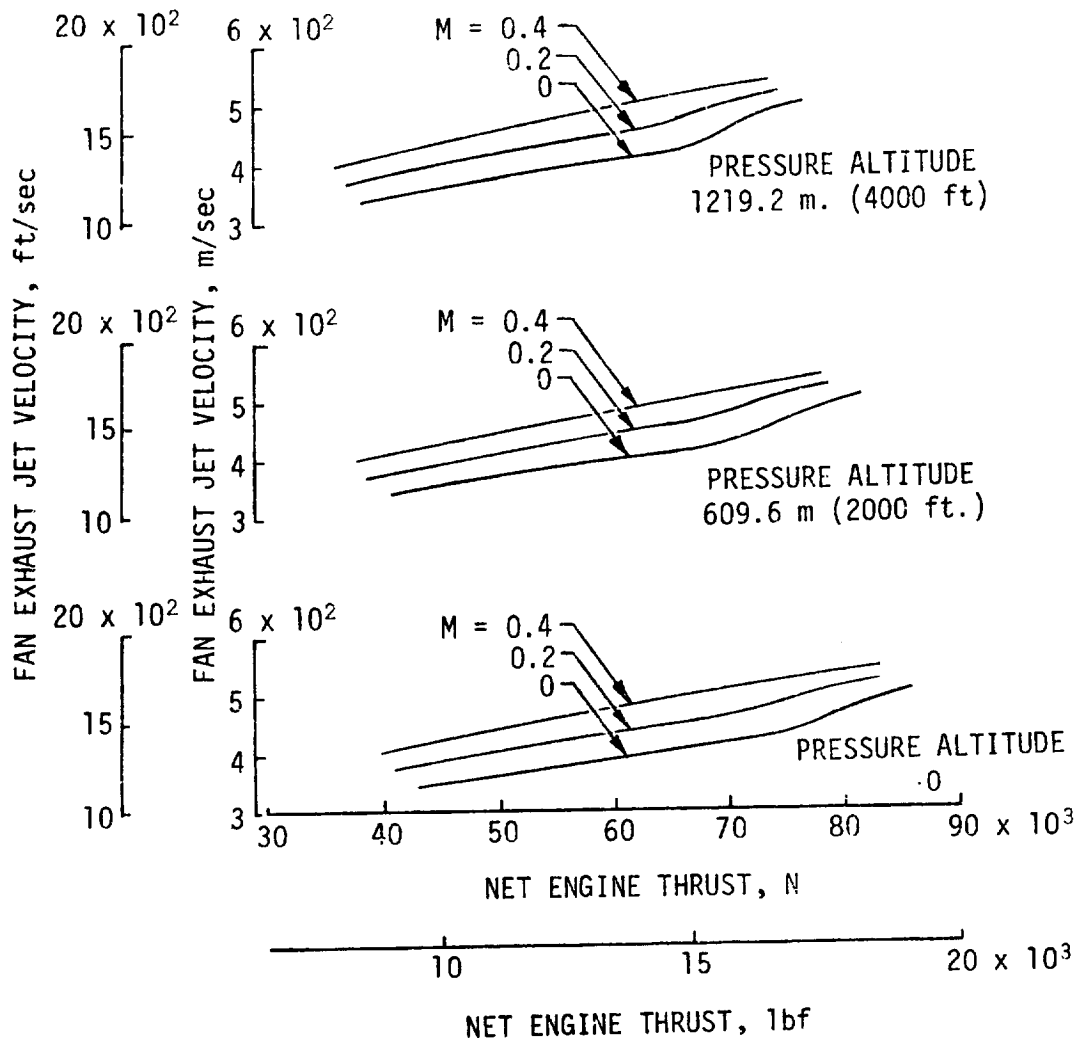 FAN EXHAUST JET VELOCITY, ft/sec
FAN EXHAUST JET VELOCITY, m/sec
20 x 10²
15
10
6 x 10²
5
4
3
M = 0.4
0.2
0
PRESSURE ALTITUDE
1219.2 m. (4000 ft)
20 x 10²
15
10
6 x 10²
5
4
3
M = 0.4
0.2
0
PRESSURE ALTITUDE
609.6 m (2000 ft.)
20 x 10²
15
10
6 x 10²
5
4
3
M = 0.4
0.2
0
PRESSURE ALTITUDE
0
30 40 50 60 70 80 90 x 10³
NET ENGINE THRUST, N
10 15 20 x 10³
NET ENGINE THRUST, lbf